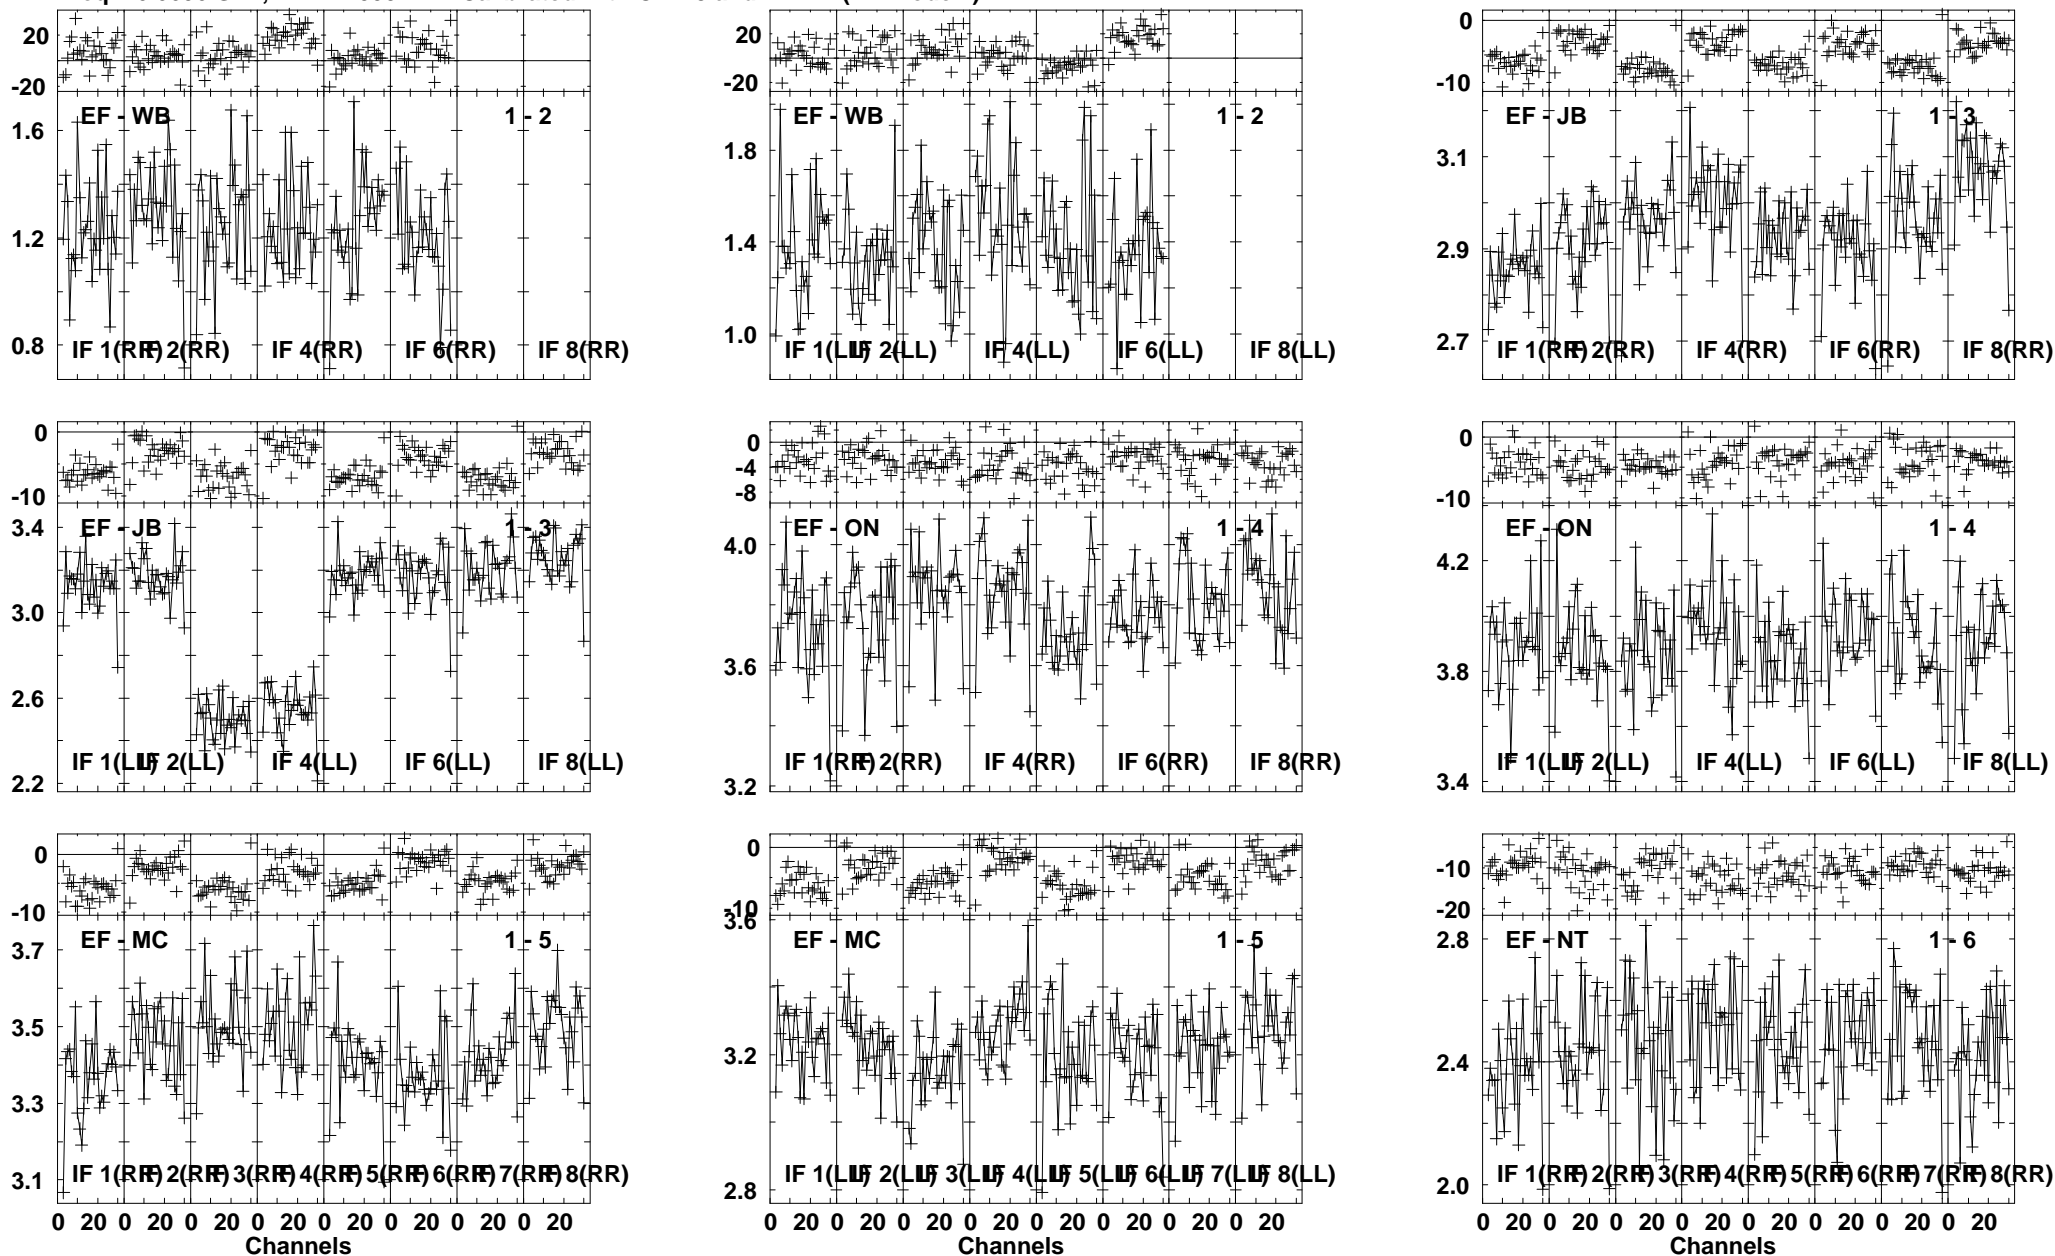 20
-20
EF - WB
1 - 2
1.6
1.2
0.8
IF 1(RR) IF 2(RR) IF 4(RR) IF 6(RR) IF 8(RR)
20
-20
EF - WB
1 - 2
1.8
1.4
1.0
IF 1(LL) IF 2(LL) IF 4(LL) IF 6(LL) IF 8(LL)
0
-10
EF - JB
1 - 3
3.1
2.9
2.7
IF 1(RR) IF 2(RR) IF 4(RR) IF 6(RR) IF 8(RR)
0
-10
EF - JB
1 - 3
3.4
3.0
2.6
2.2
IF 1(LL) IF 2(LL) IF 4(LL) IF 6(LL) IF 8(LL)
0
-4
-8
EF - ON
1 - 4
4.0
3.6
3.2
IF 1(RR) IF 2(RR) IF 4(RR) IF 6(RR) IF 8(RR)
0
-10
EF - ON
1 - 4
4.2
3.8
3.4
IF 1(LL) IF 2(LL) IF 4(LL) IF 6(LL) IF 8(LL)
0
-10
EF - MC
1 - 5
3.7
3.5
3.3
3.1
IF 1(RR) IF 2(RR) IF 3(RR) IF 4(RR) IF 5(RR) IF 6(RR) IF 7(RR) IF 8(RR)
0 20 0 20 0 20 0 20 0 20 0 20 0 20 0 20
Channels
0
-10
3.6
EF - MC
1 - 5
3.2
2.8
IF 1(LL) IF 2(LL) IF 3(LL) IF 4(LL) IF 5(LL) IF 6(LL) IF 7(LL) IF 8(LL)
0 20 0 20 0 20 0 20 0 20 0 20 0 20 0 20
Channels
-10
-20
EF - NT
1 - 6
2.8
2.4
2.0
IF 1(RR) IF 2(RR) IF 3(RR) IF 4(RR) IF 5(RR) IF 6(RR) IF 7(RR) IF 8(RR)
0 20 0 20 0 20 0 20 0 20 0 20 0 20 0 20
Channels